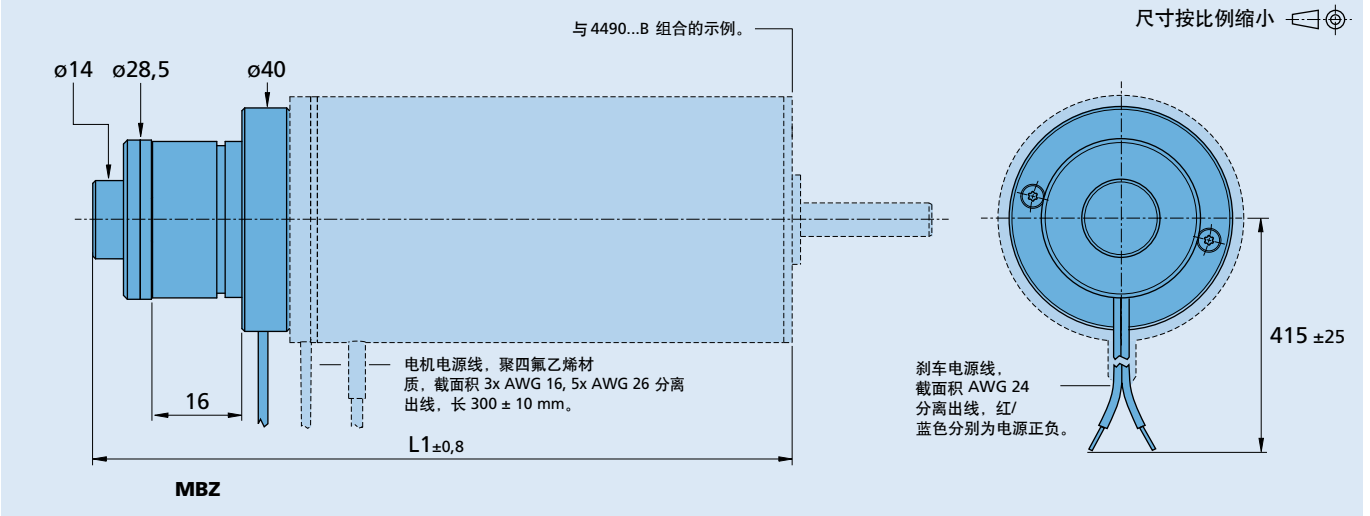 尺寸按比例缩小
与 4490...B 组合的示例。
ø14
ø28,5
ø40
电机电源线，聚四氟乙烯材
质，截面积 3x AWG 16, 5x AWG 26 分离
出线，长 300 ± 10 mm。
16
L1±0,8
MBZ
415 ±25
刹车电源线，
截面积 AWG 24
分离出线，红/
蓝色分别为电源正负。